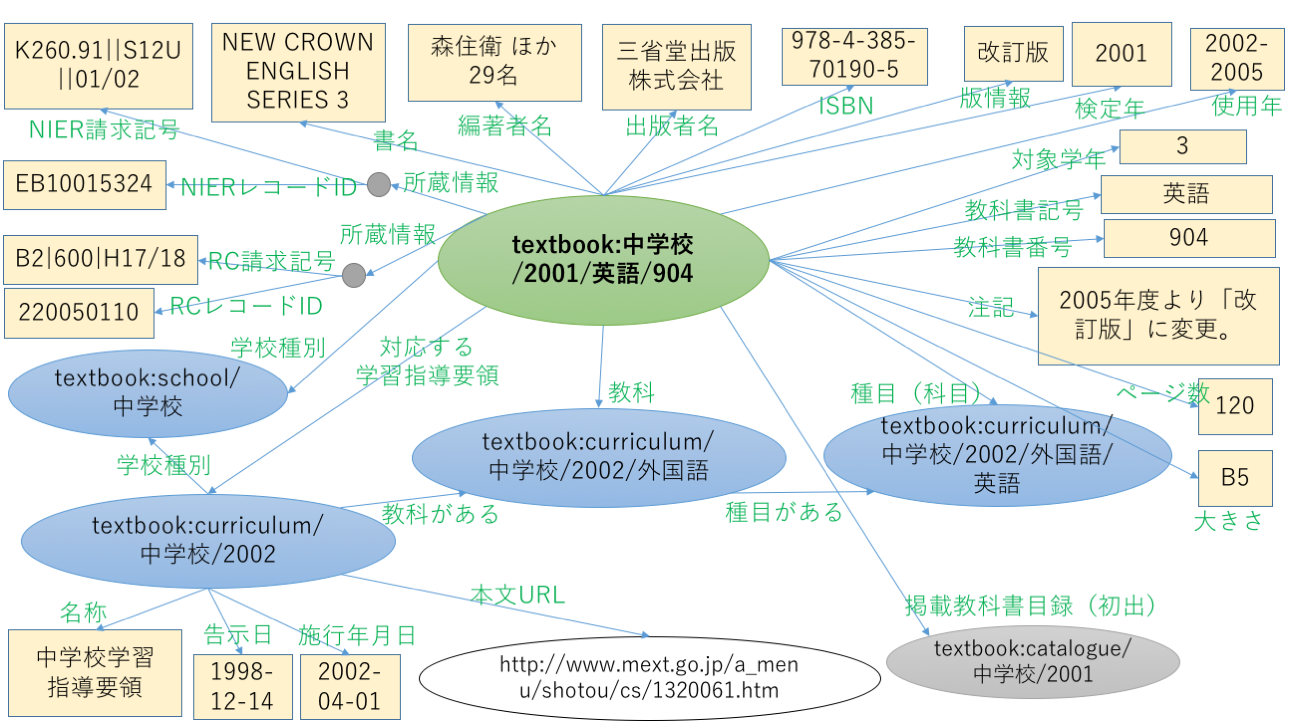 K260.91||S12U
||01/02
NEW CROWN
ENGLISH
SERIES 3
森住衛 ほか
29名
三省堂出版
株式会社
978-4-385-
70190-5
改訂版
2001
2002-
2005
NIER請求記号
書名
編著者名
出版者名
ISBN
版情報
検定年
使用年
対象学年
3
EB10015324
NIERレコードID
所蔵情報
教科書記号
英語
所蔵情報
textbook:中学校
/2001/英語/904
教科書番号
904
B2|600|H17/18
RC請求記号
220050110
RCレコードID
注記
2005年度より「改
訂版」に変更。
学校種別
対応する
学習指導要領
textbook:school/
中学校
教科
種目（科目）
ページ数
120
textbook:curriculum/
中学校/2002/外国語
textbook:curriculum/
中学校/2002/外国語/
英語
学校種別
B5
大きさ
textbook:curriculum/
中学校/2002
教科がある
種目がある
本文URL
掲載教科書目録（初出）
名称
告示日
施行年月日
中学校学習
指導要領
1998-
12-14
2002-
04-01
http://www.mext.go.jp/a_men
u/shotou/cs/1320061.htm
textbook:catalogue/
中学校/2001